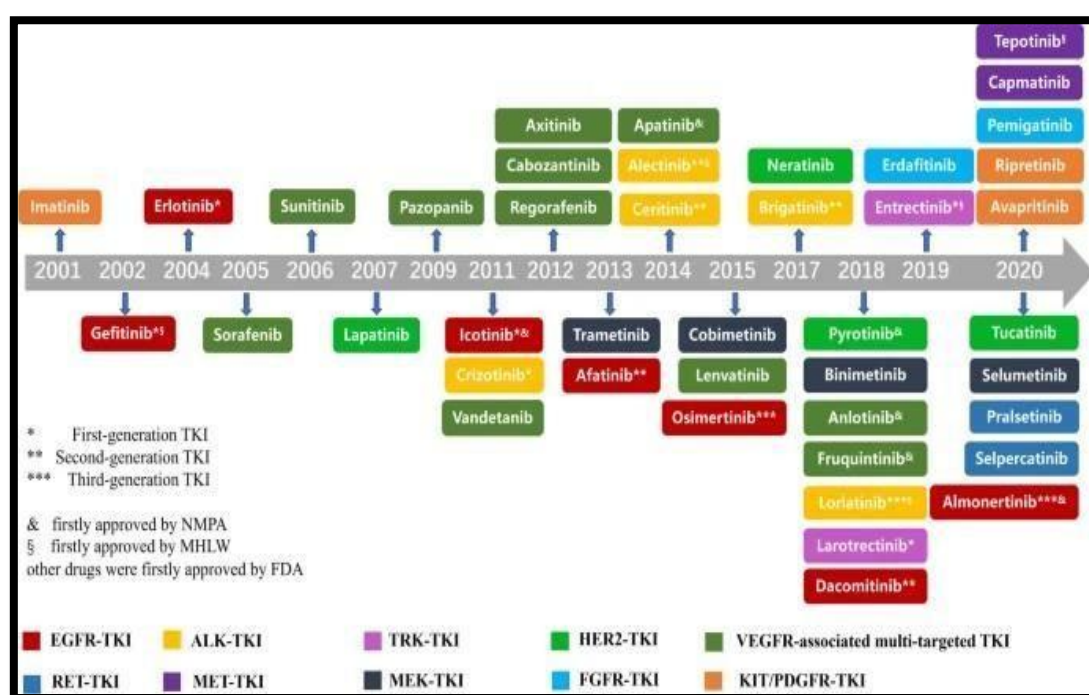 Tepotinib§
Capmatinib
Axitinib Apatinib& Pemigatinib
Cabozantinib Alectinib**§ Neratinib Erdafitinib Ripretinib
Imatinib Erlotinib* Sunitinib Pazopanib Regorafenib Ceritinib** Brigatinib** Entrectinib*§ Avapritinib
2001 2002 2004 2005 2006 2007 2009 2011 2012 2013 2014 2015 2017 2018 2019 2020
Gefitinib*§ Sorafenib Lapatinib Icotinib*& Trametinib Cobimetinib Pyrotinib& Tucatinib
Crizotinib* Afatinib** Lenvatinib Binimetinib Selumetinib
Vandetanib Osimertinib*** Anlotinib& Pralsetinib
Fruquintinib& Selpercatinib
Lorlatinib***§ Almonertinib***&
Larotrectinib*
Dacomitinib**
* First-generation TKI
** Second-generation TKI
*** Third-generation TKI
& firstly approved by NMPA
§ firstly approved by MHLW
other drugs were firstly approved by FDA
EGFR-TKI ALK-TKI TRK-TKI HER2-TKI VEGFR-associated multi-targeted TKI
RET-TKI MET-TKI MEK-TKI FGFR-TKI KIT/PDGFR-TKI